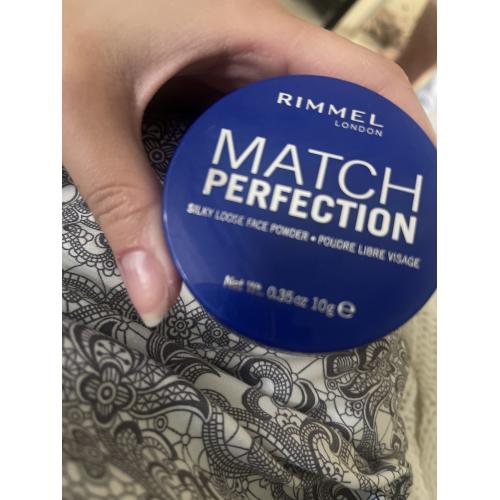 RIMMEL
LONDON
MATCH
PERFECTION
SILKY LOOSE FACE POWDER • POUDRE LIBRE VISAGE
Net Wt. 0.35 oz 10g ℮